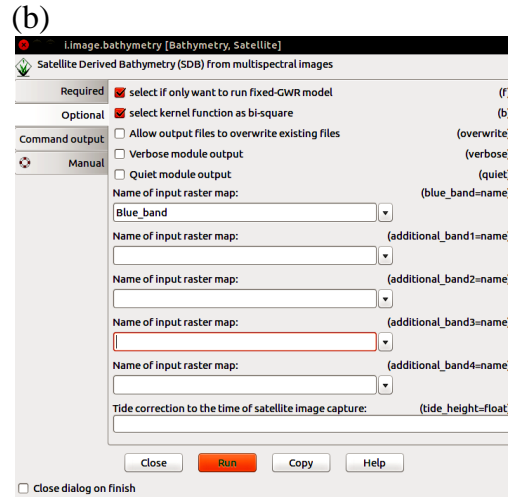 (b)
i.image.bathymetry [Bathymetry, Satellite]
Satellite Derived Bathymetry (SDB) from multispectral images
Required
select if only want to run fixed-GWR model (f)
Optional
select kernel function as bi-square (b)
Command output
Allow output files to overwrite existing files (overwrite)
Verbose module output (verbose)
Manual
Quiet module output (quiet)
Name of input raster map: (blue_band=name)
Blue_band
Name of input raster map: (additional_band1=name)
Name of input raster map: (additional_band2=name)
Name of input raster map: (additional_band3=name)
Name of input raster map: (additional_band4=name)
Tide correction to the time of satellite image capture: (tide_height=float)
Close Run Copy Help
Close dialog on finish